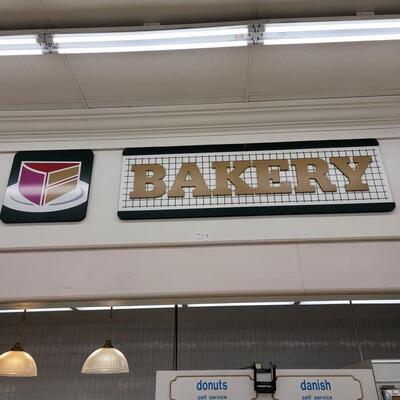 BAKERY
donuts
self service
danish
self service